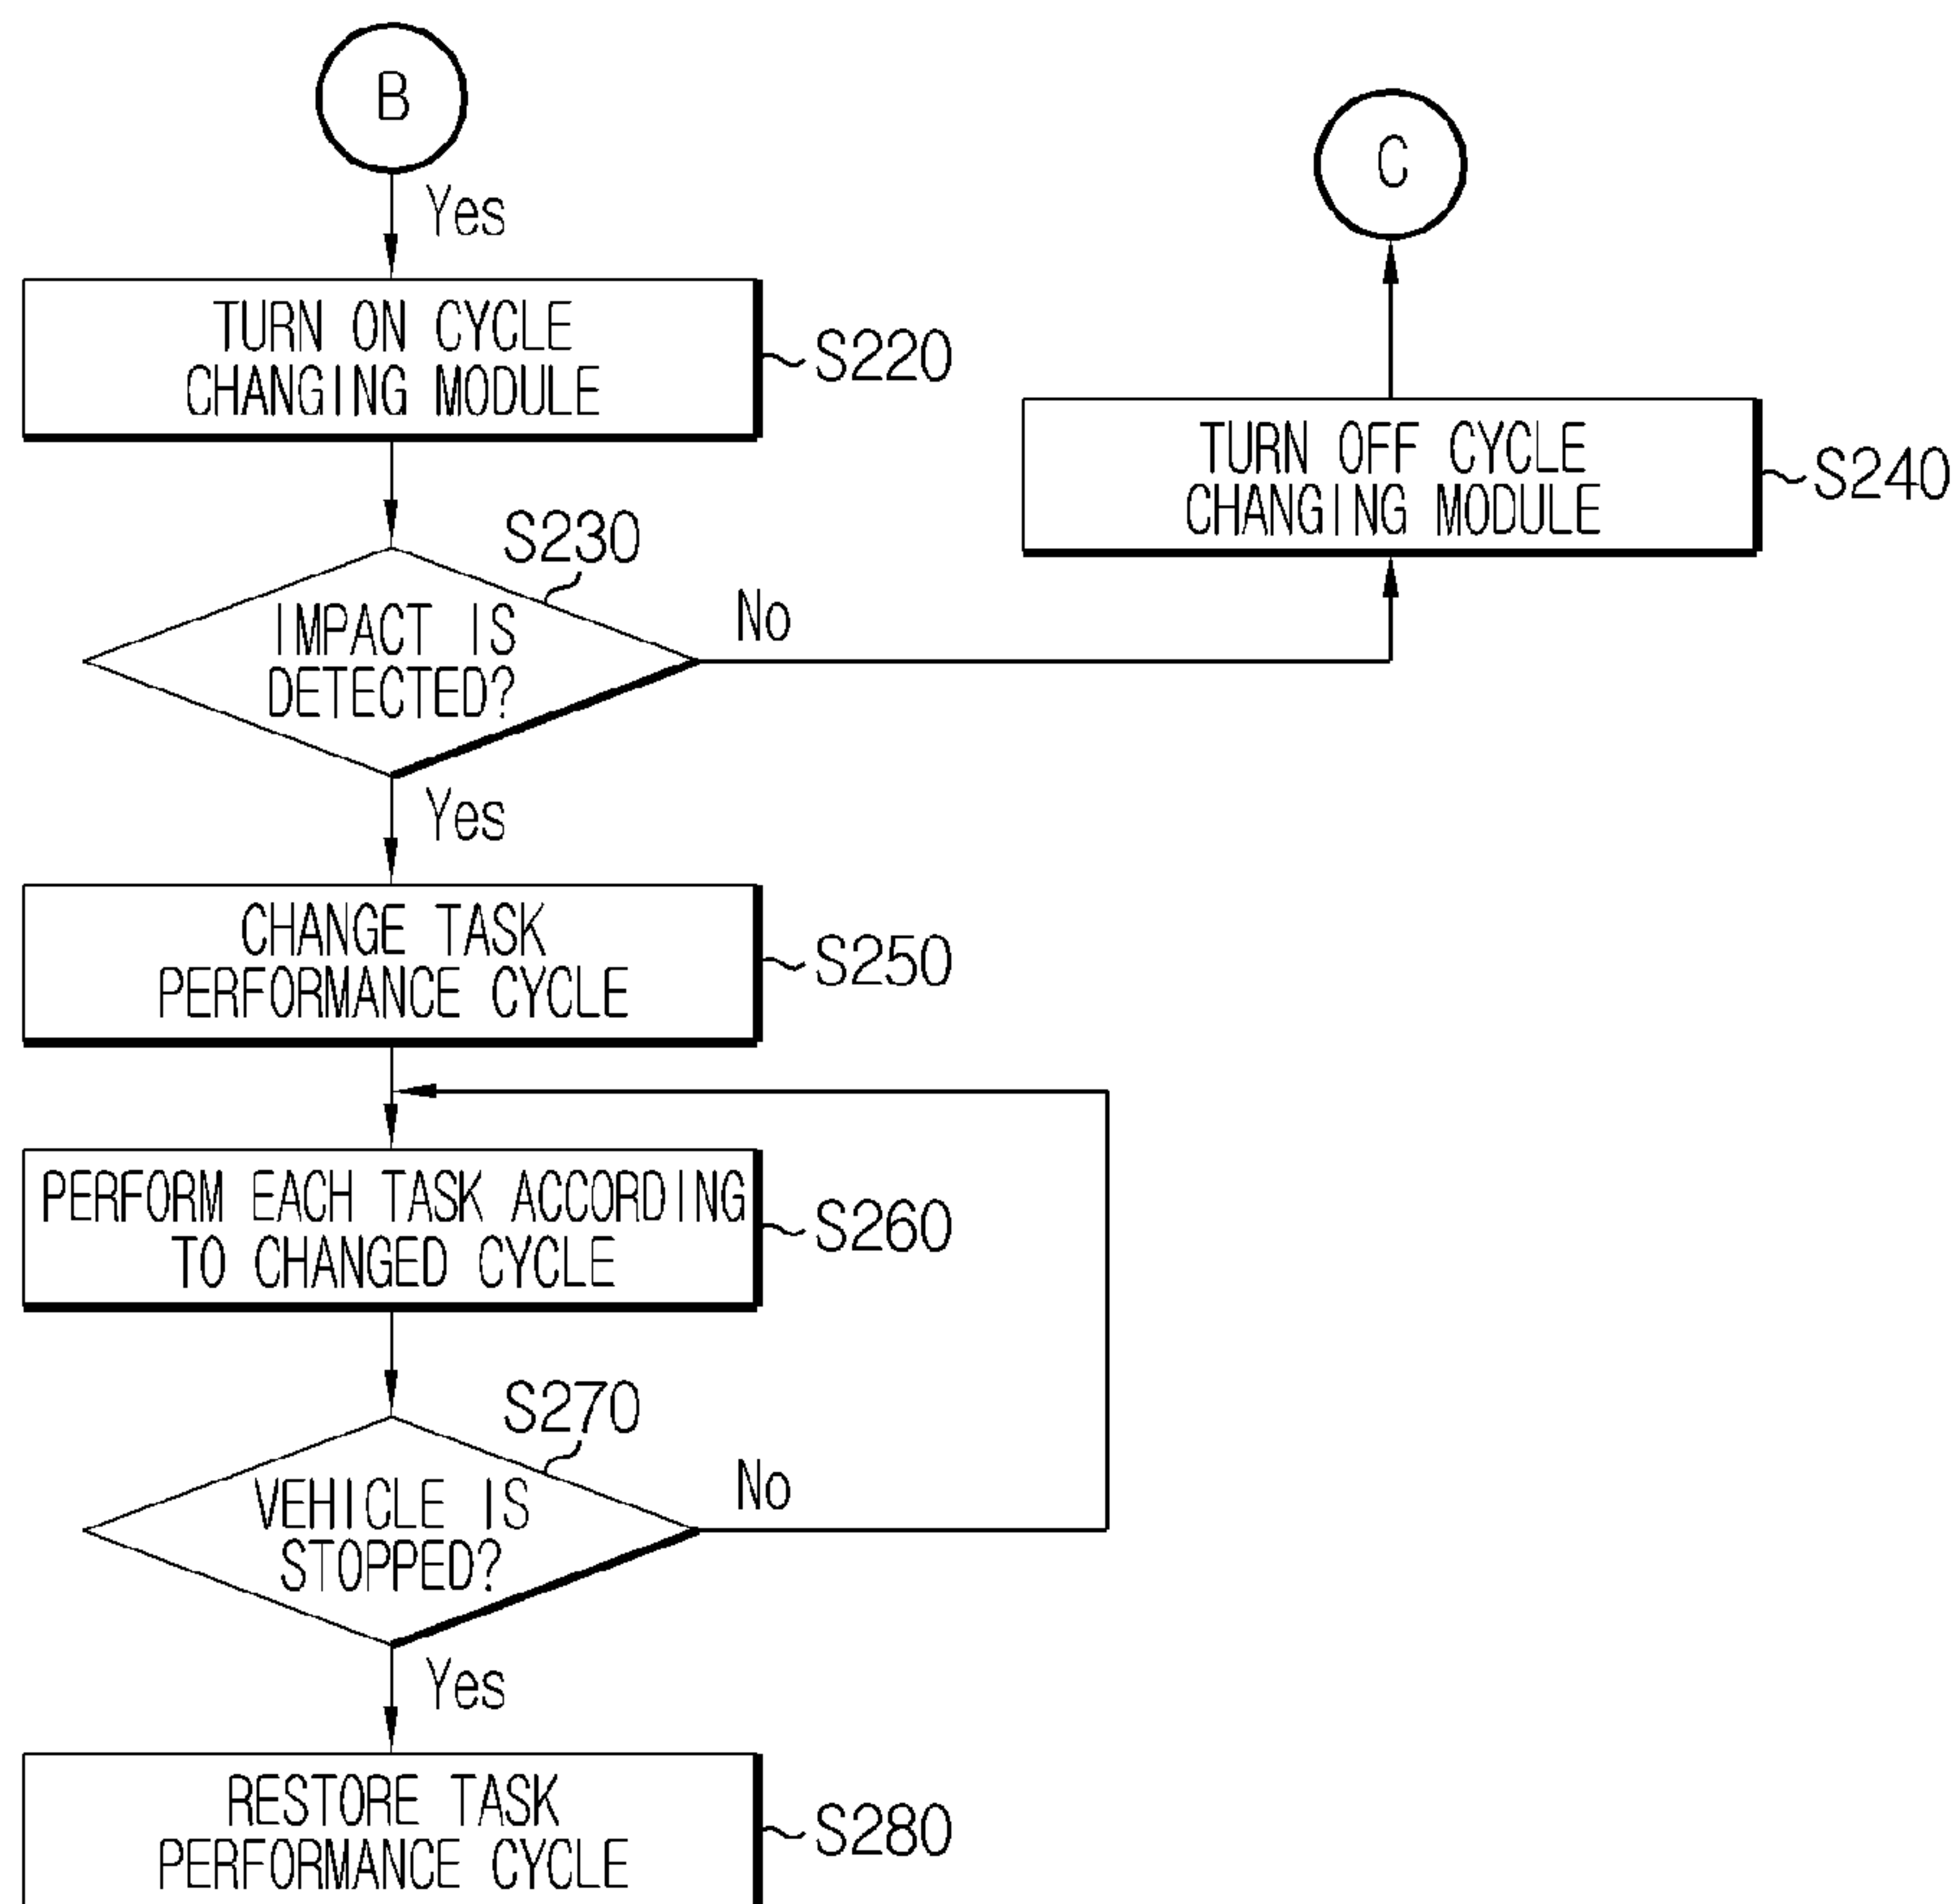 B
Yes
TURN ON CYCLE
CHANGING MODULE
S220
C
TURN OFF CYCLE
CHANGING MODULE
S240
S230
IMPACT IS
DETECTED?
No
Yes
CHANGE TASK
PERFORMANCE CYCLE
S250
PERFORM EACH TASK ACCORDING
TO CHANGED CYCLE
S260
S270
VEHICLE IS
STOPPED?
No
Yes
RESTORE TASK
PERFORMANCE CYCLE
S280